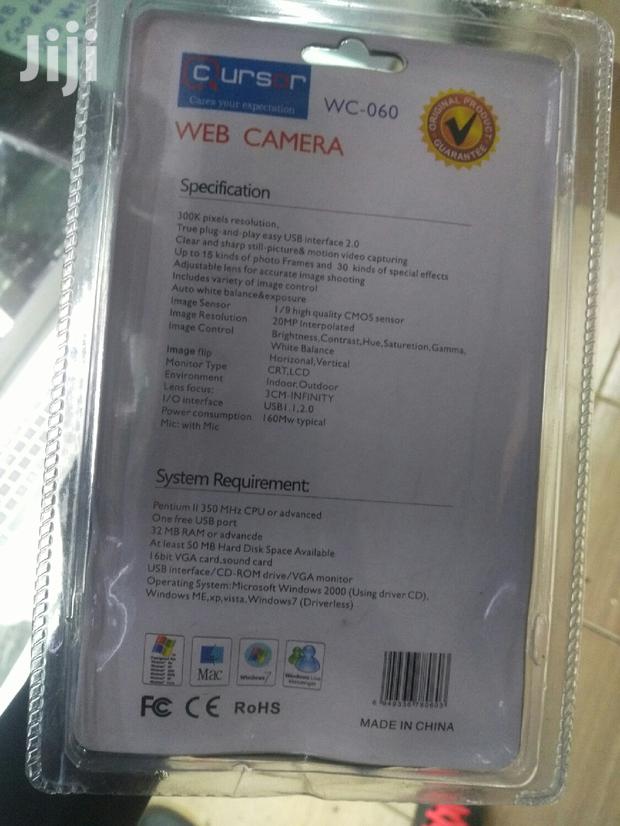 Jiji
Cursor
Cares your expectation
WC-060
ORIGINAL PRODUCT
GUARANTEE
WEB CAMERA
Specification
300K pixels resolution,
True plug-and-play easy USB interface 2.0
Clear and sharp still-picture& motion video capturing
Up to 15 kinds of photo Frames and 30 kinds of special effects
Adjustable lens for accurate image shooting
Includes variety of image control
Auto white balance&exposure
Image Sensor 1/9 high quality CMOS sensor
Image Resolution 20MP Interpolated
Image Control Brightness,Contrast,Hue,Saturetion,Gamma,
White Balance
Image flip Horizonal,Vertical
Monitor Type CRT,LCD
Environment Indoor,Outdoor
Lens focus: 3CM-INFINITY
I/O interface USB1.1,2.0
Power consumption 160Mw typical
Mic: with Mic
System Requirement:
Pentium II 350 MHz CPU or advanced
One free USB port
32 MB RAM or advancde
At least 50 MB Hard Disk Space Available
16bit VGA card,sound card
USB interface/CD-ROM drive/VGA monitor
Operating System:Microsoft Windows 2000 (Using driver CD),
Windows ME,xp,vista,Windows7 (Driverless)
Mac
Windows 7
Windows Live
Messenger
FC CE RoHS
6 949336 780603
MADE IN CHINA